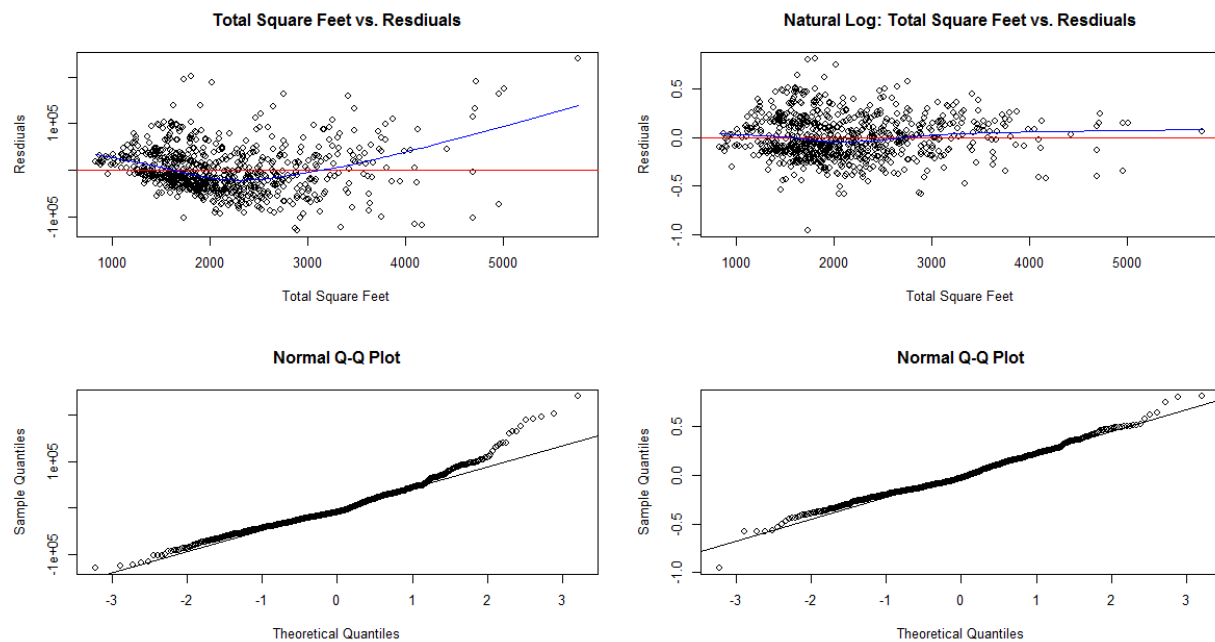 Total Square Feet vs. Resdiuals
Resdiuals
1e+05
-1e+05
1000 2000 3000 4000 5000
Total Square Feet
Natural Log: Total Square Feet vs. Resdiuals
Resdiuals
0.5
0.0
-0.5
-1.0
1000 2000 3000 4000 5000
Total Square Feet
Normal Q-Q Plot
Sample Quantiles
1e+05
-1e+05
-3 -2 -1 0 1 2 3
Theoretical Quantiles
Normal Q-Q Plot
Sample Quantiles
0.5
0.0
-0.5
-1.0
-3 -2 -1 0 1 2 3
Theoretical Quantiles